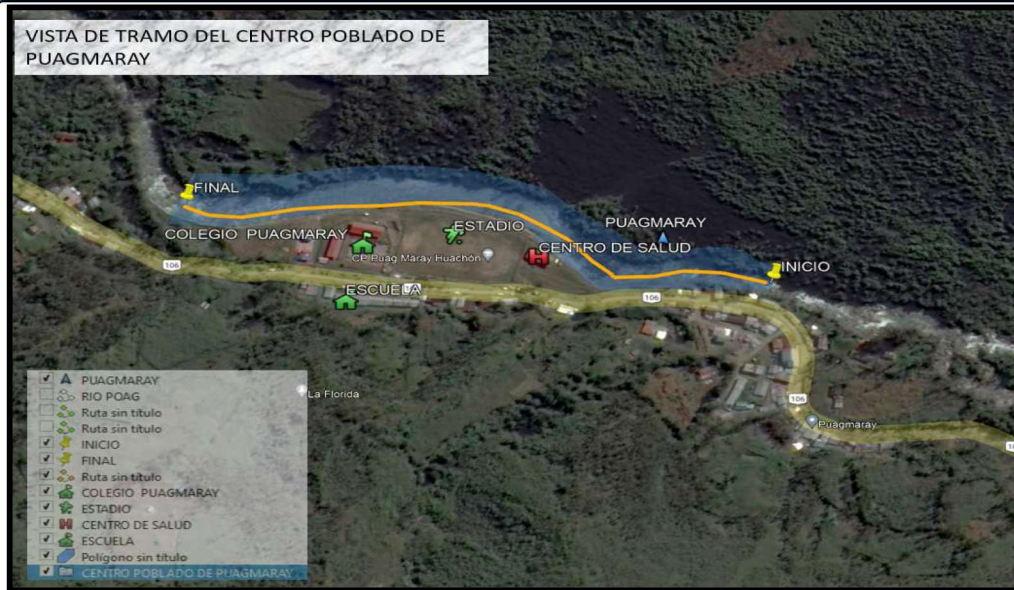 VISTA DE TRAMO DEL CENTRO POBLADO DE
PUAGMARAY
FINAL
COLEGIO PUAGMARAY
ESTADIO
PUAGMARAY
CENTRO DE SALUD
CP Puag Maray Huachón
INICIO
106
ESCUELA
106
106
La Florida
Puagmaray
PUAGMARAY
RIO POAG
Ruta sin título
Ruta sin título
INICIO
FINAL
Ruta sin título
COLEGIO PUAGMARAY
ESTADIO
CENTRO DE SALUD
ESCUELA
Polígono sin título
CENTRO POBLADO DE PUAGMARAY